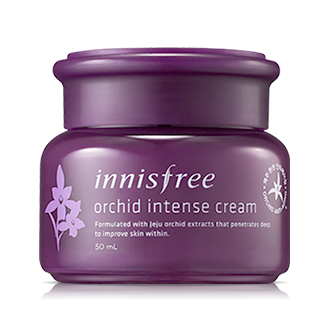 innisfree
orchid intense cream
Formulated with Jeju orchid extracts that penetrates deep
to improve skin within.
50 mL